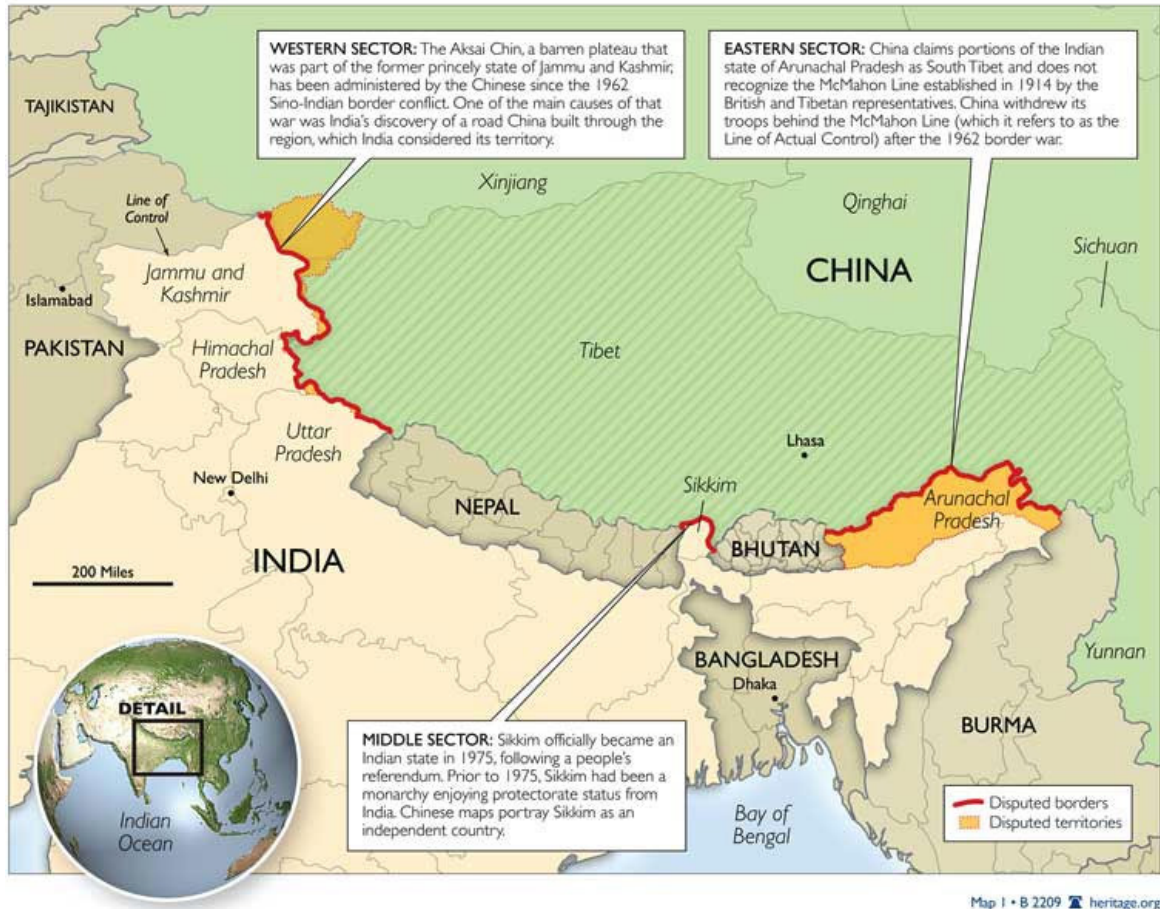 WESTERN SECTOR: The Aksai Chin, a barren plateau that
was part of the former princely state of Jammu and Kashmir,
has been administered by the Chinese since the 1962
Sino-Indian border conflict. One of the main causes of that
war was India's discovery of a road China built through the
region, which India considered its territory.
EASTERN SECTOR: China claims portions of the Indian
state of Arunachal Pradesh as South Tibet and does not
recognize the McMahon Line established in 1914 by the
British and Tibetan representatives. China withdrew its
troops behind the McMahon Line (which it refers to as the
Line of Actual Control) after the 1962 border war.
TAJIKISTAN
Xinjiang
Qinghai
Line of
Control
Sichuan
CHINA
Jammu and
Kashmir
Islamabad
PAKISTAN
Himachal
Pradesh
Tibet
Uttar
Pradesh
Lhasa
New Delhi
Sikkim
NEPAL
Arunachal
Pradesh
BHUTAN
INDIA
200 Miles
BANGLADESH
Dhaka
Yunnan
BURMA
DETAIL
Indian
Ocean
MIDDLE SECTOR: Sikkim officially became an
Indian state in 1975, following a people's
referendum. Prior to 1975, Sikkim had been a
monarchy enjoying protectorate status from
India. Chinese maps portray Sikkim as an
independent country.
Bay of
Bengal
Disputed borders
Disputed territories
Map 1 • B 2209 heritage.org